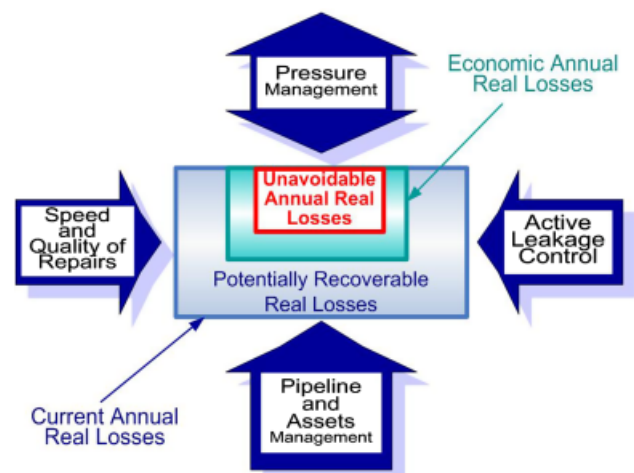 Pressure
Management
Economic Annual
Real Losses
Unavoidable
Annual Real
Losses
Speed
and
Quality of
Repairs
Active
Leakage
Control
Potentially Recoverable
Real Losses
Pipeline
and
Assets
Management
Current Annual
Real Losses